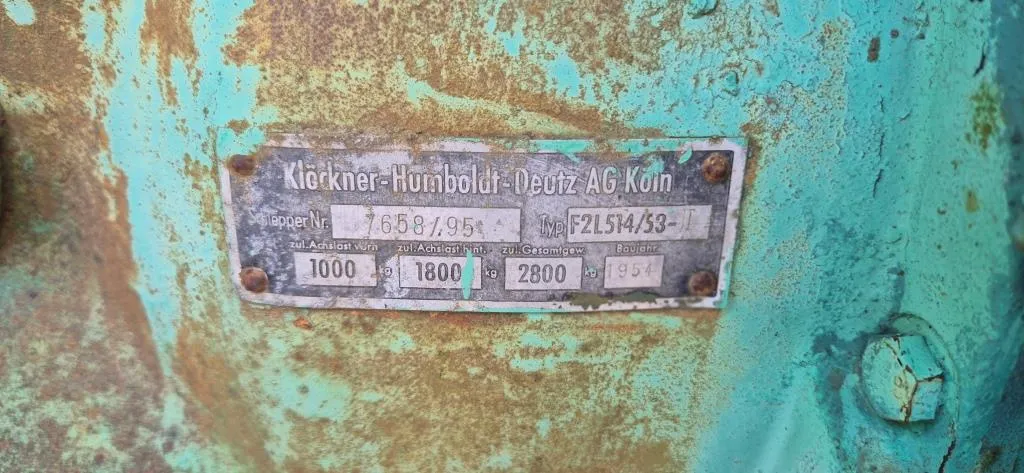 Klöckner-Humboldt-Deutz AG Köln
Schlepper Nr. 7658/95 Typ F2L514/53-I
zul.Achslast vorn zul.Achslast hint. zul.Gesamtgew. Baujahr
1000 kg 1800 kg 2800 kg 1954